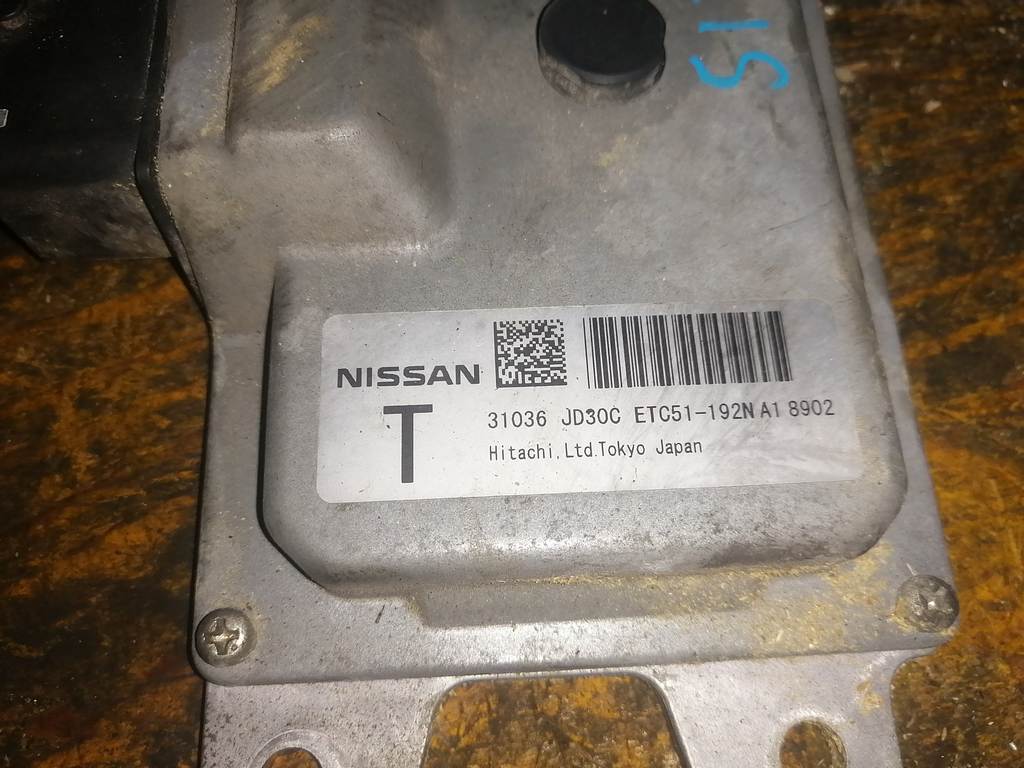 NISSAN
T
31036 JD30C ETC51-192N A1 8902
Hitachi,Ltd.Tokyo Japan